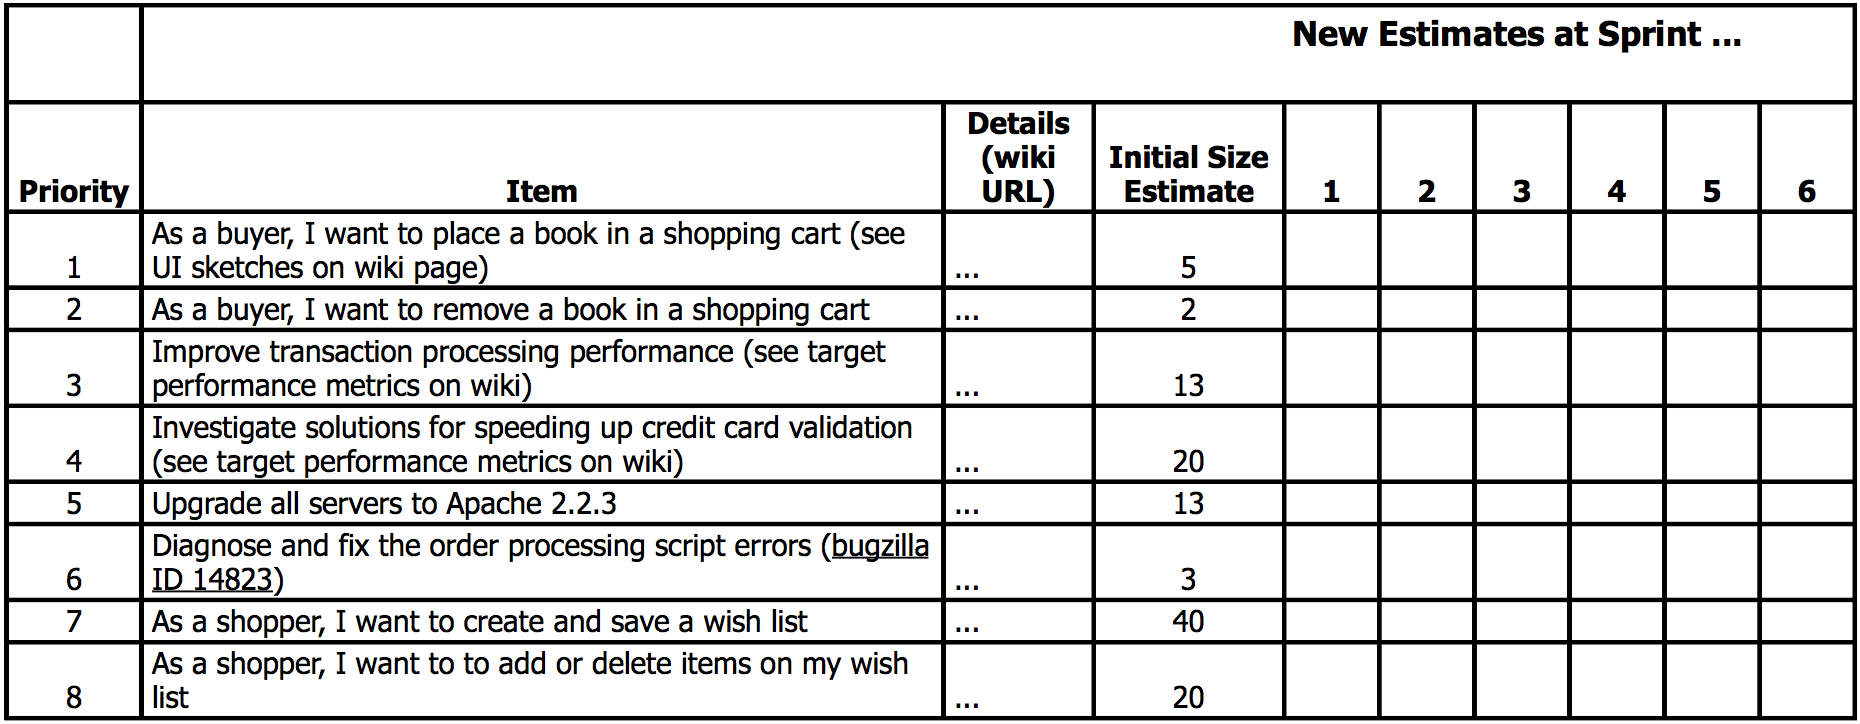 New Estimates at Sprint ...
Priority
Item
Details
(wiki
URL)
Initial Size
Estimate
1
2
3
4
5
6
1
As a buyer, I want to place a book in a shopping cart (see
UI sketches on wiki page)
...
5
2
As a buyer, I want to remove a book in a shopping cart
...
2
3
Improve transaction processing performance (see target
performance metrics on wiki)
...
13
4
Investigate solutions for speeding up credit card validation
(see target performance metrics on wiki)
...
20
5
Upgrade all servers to Apache 2.2.3
...
13
6
Diagnose and fix the order processing script errors (bugzilla
ID 14823)
...
3
7
As a shopper, I want to create and save a wish list
...
40
8
As a shopper, I want to to add or delete items on my wish
list
...
20